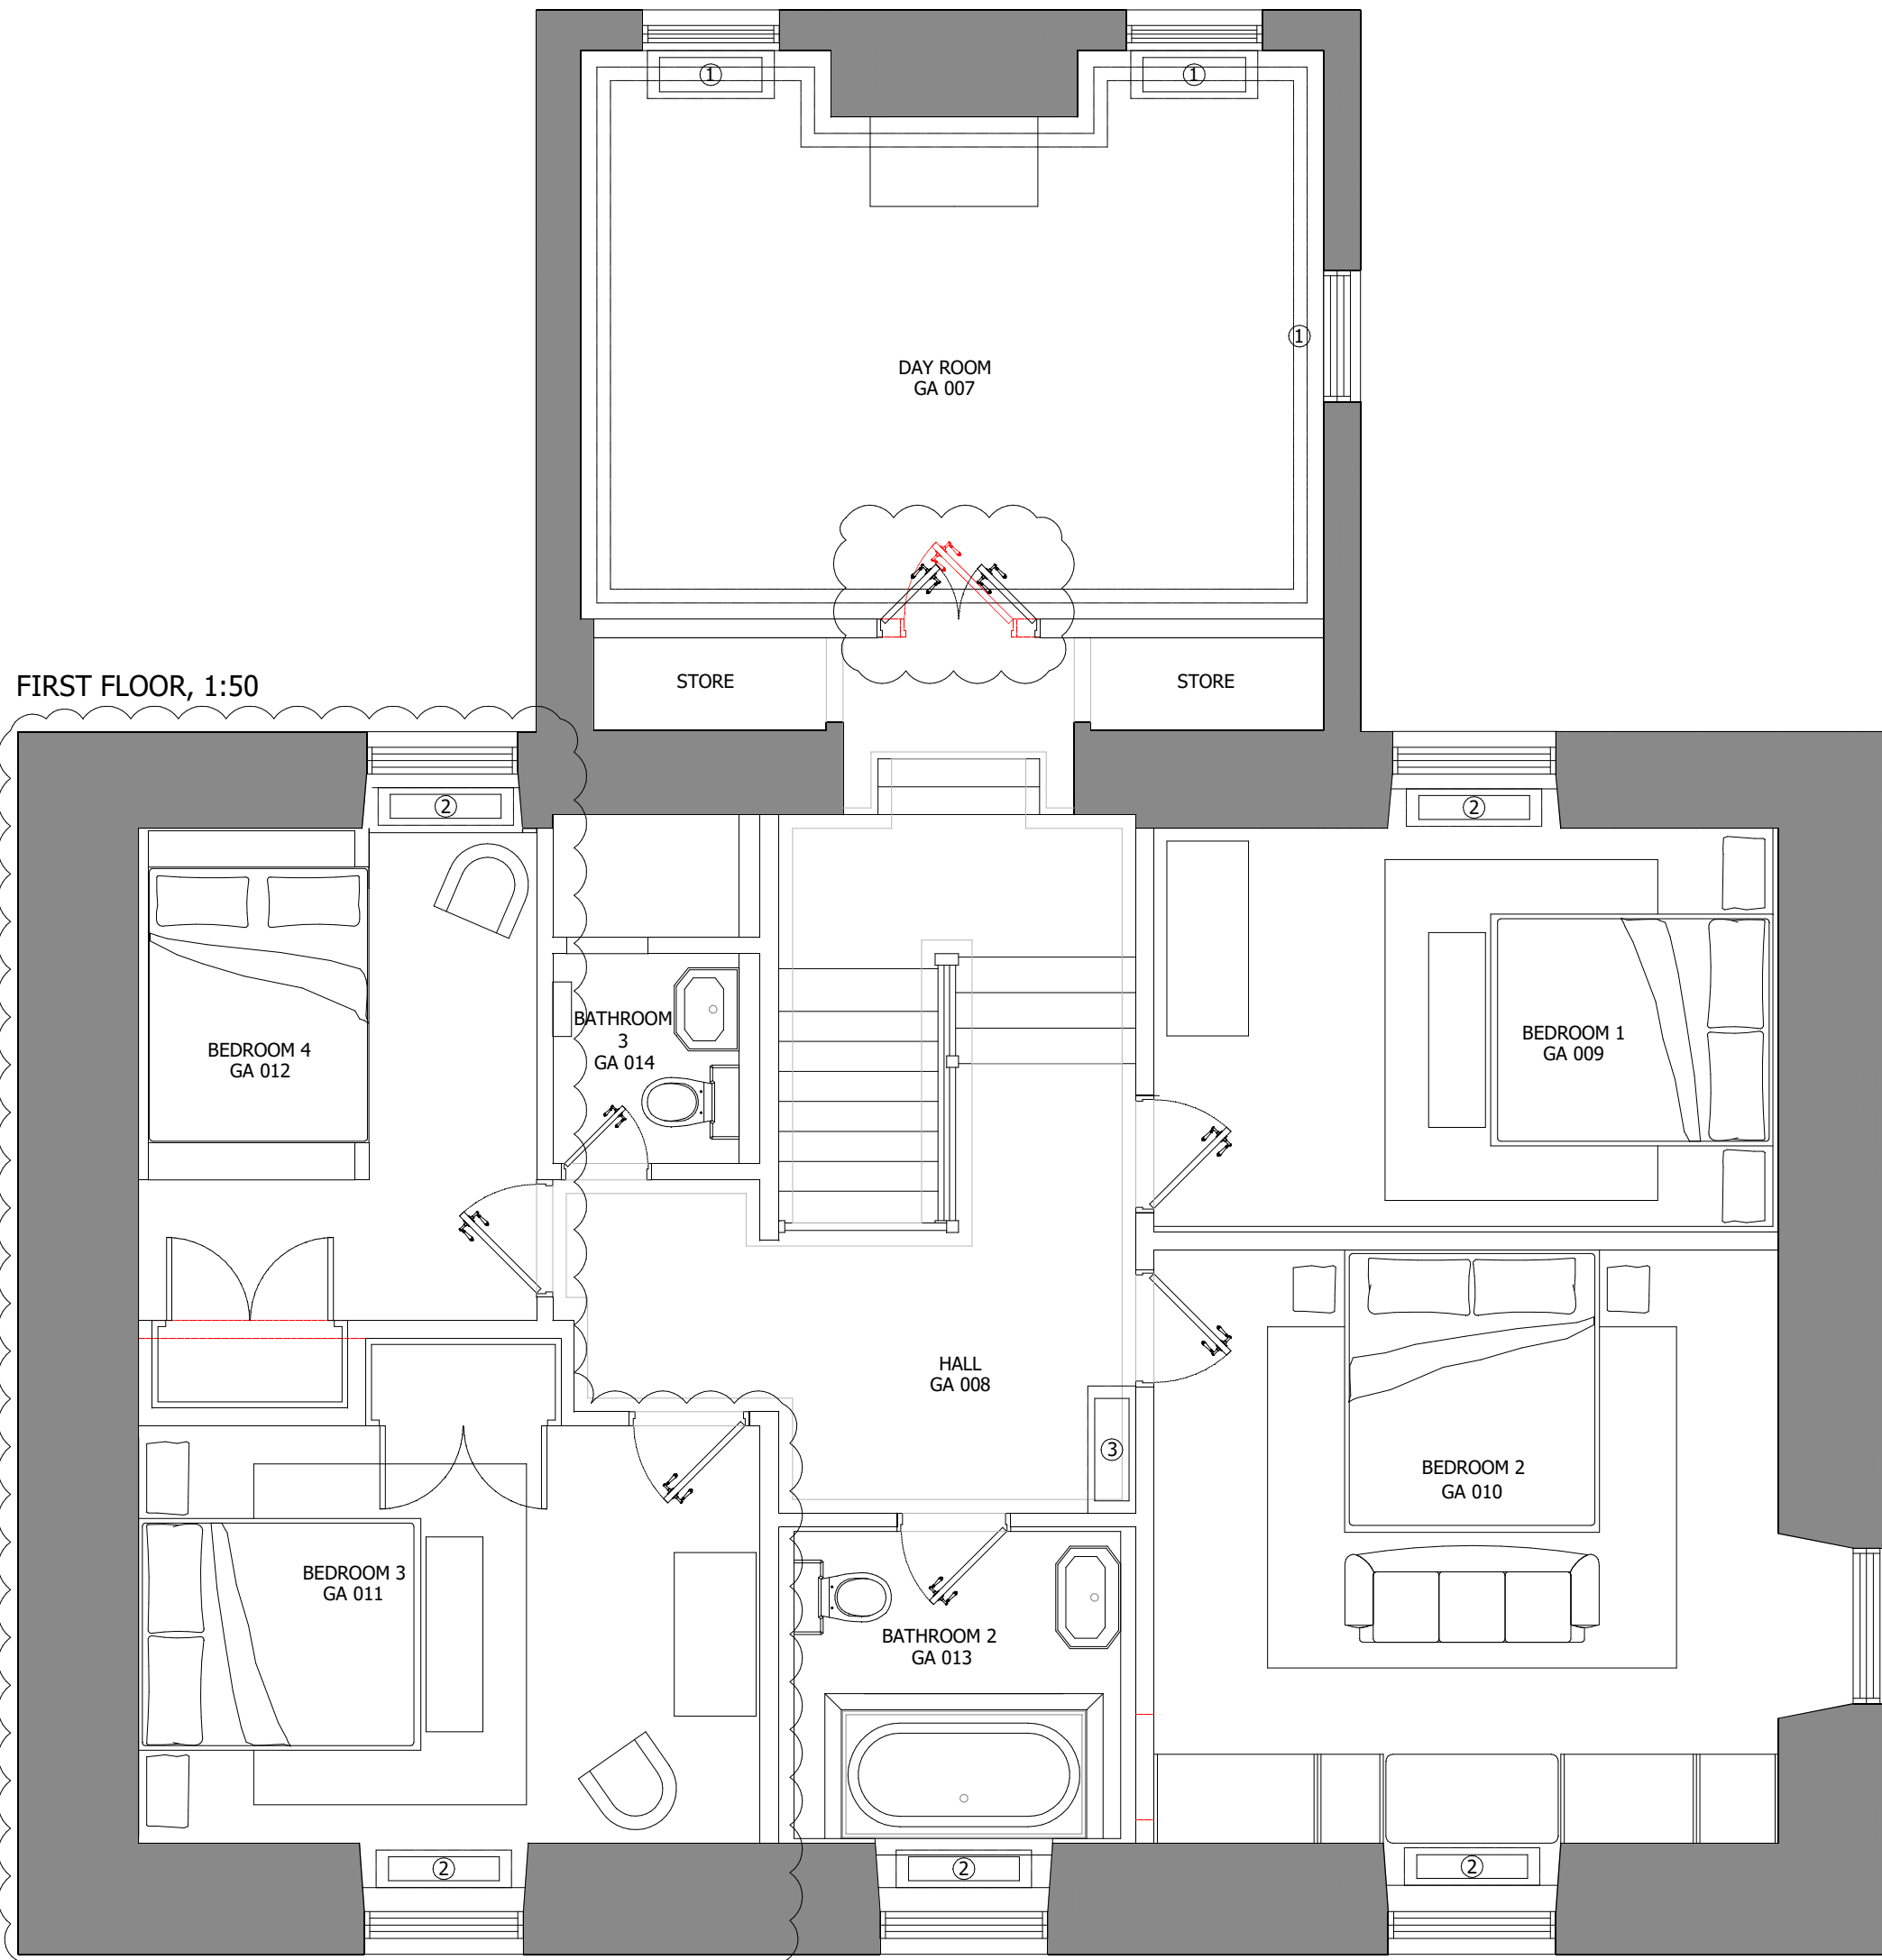 1
1
1
DAY ROOM
GA 007
STORE
STORE
FIRST FLOOR, 1:50
2
2
BATHROOM
3
GA 014
BEDROOM 4
GA 012
BEDROOM 1
GA 009
HALL
GA 008
3
BEDROOM 2
GA 010
BEDROOM 3
GA 011
BATHROOM 2
GA 013
2
2
2